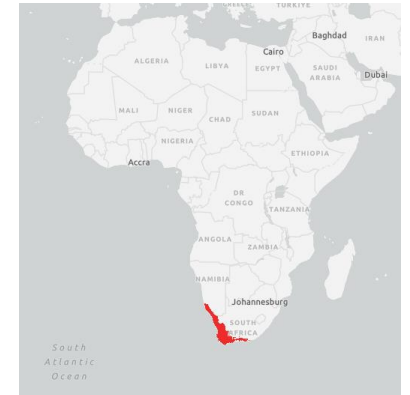 GREECE
TÜRKIYE
Baghdad
IRAN
Cairo
ALGERIA
LIBYA
EGYPT
SAUDI
ARABIA
Dubai
MALI
NIGER
CHAD
SUDAN
NIGERIA
Accra
ETHIOPIA
DR
CONGO
TANZANIA
ANGOLA
ZAMBIA
NAMIBIA
Johannesburg
SOUTH
AFRICA
South
Atlantic
Ocean